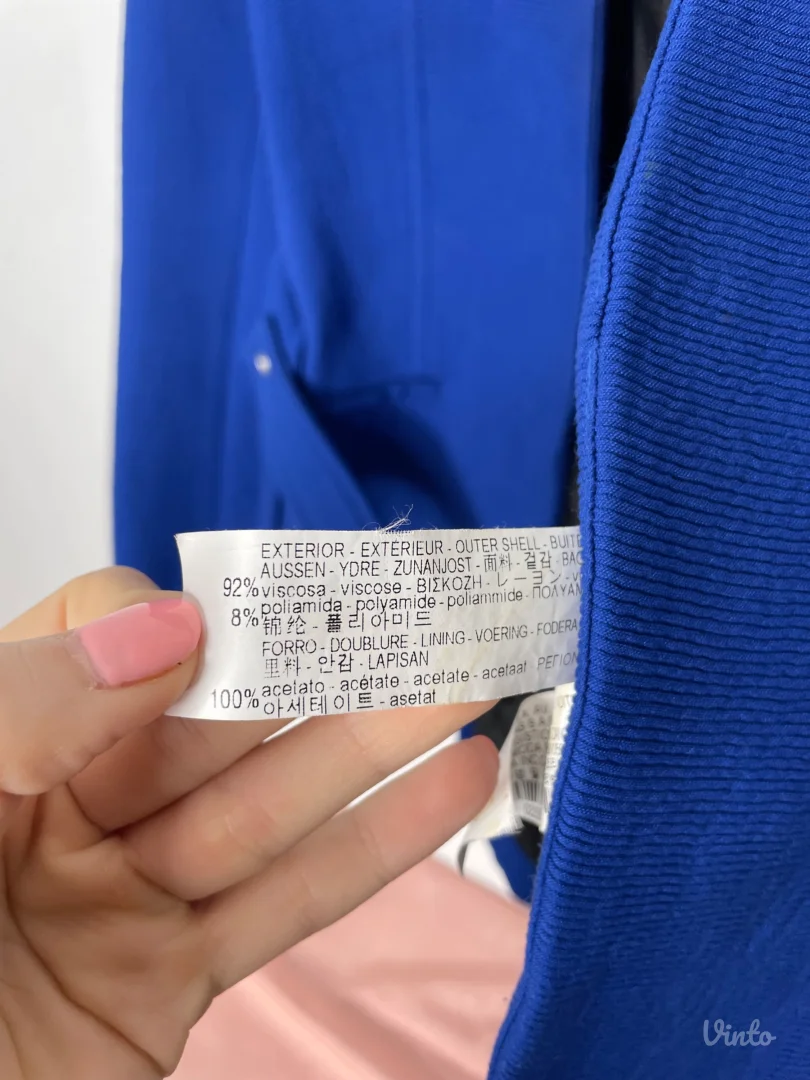 EXTERIOR - EXTÉRIEUR - OUTER SHELL -
AUSSEN - YDRE - ZUNANJOST - 面料 - 겉감 -
92% viscosa - viscose - ΒΙΣΚΟΖΗ - レーヨン -
poliamida - polyamide - poliammide -
8% 锦纶 - 폴리아미드
FORRO - DOUBLURE - LINING - VOERING - FODERA
里料 - 안감 - LAPISAN
100% acetato - acétate - acetate - acetaat -
아세테이트 - asetat
Vinto